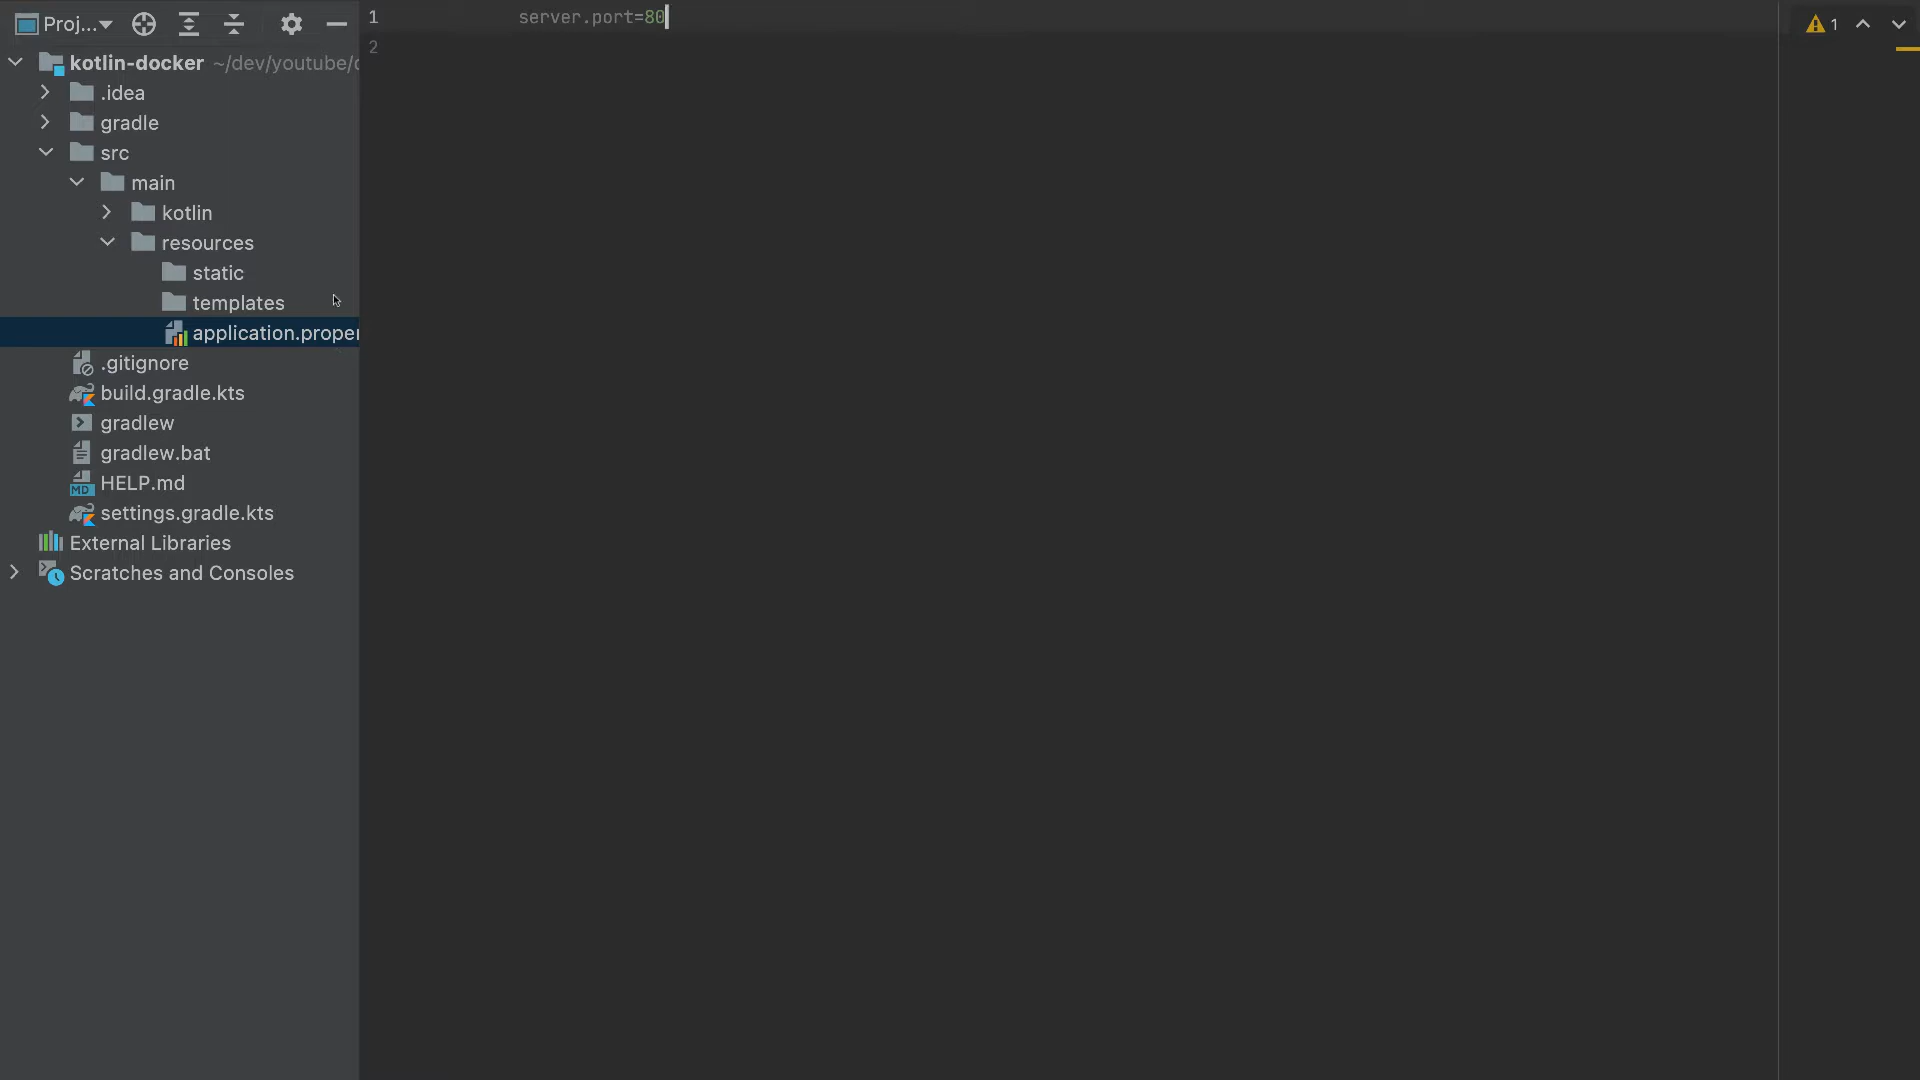 Proj...
kotlin-docker ~/dev/youtube/
.idea
gradle
src
main
kotlin
resources
static
templates
application.proper
.gitignore
build.gradle.kts
gradlew
gradlew.bat
HELP.md
settings.gradle.kts
External Libraries
Scratches and Consoles
1 server.port=80
2
1